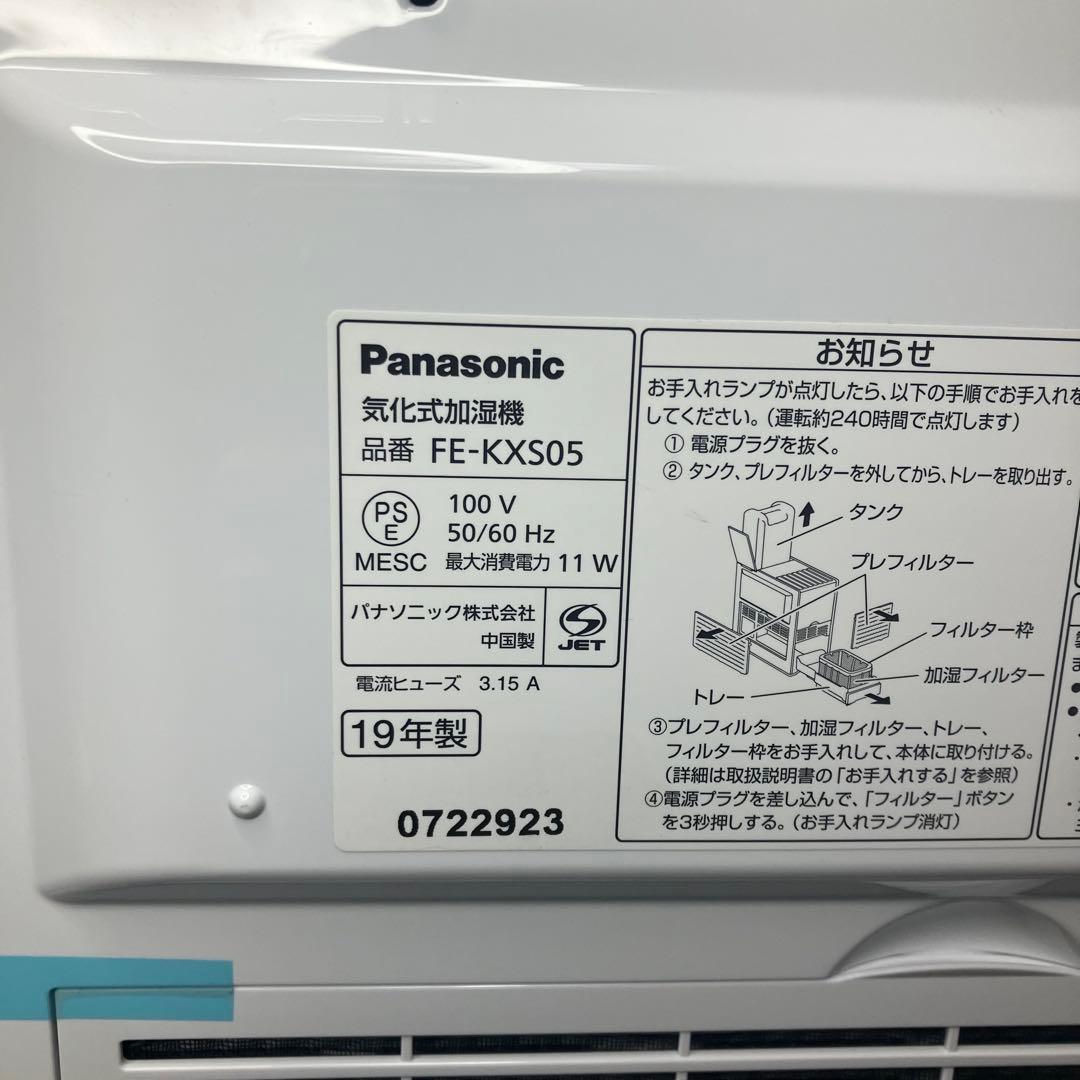 Panasonic
気化式加湿機
品番 FE-KXS05
PS
E
MESC
100 V
50/60 Hz
最大消費電力 11 W
パナソニック株式会社
中国製
JET
電流ヒューズ 3.15 A
19年製
0722923
お知らせ
お手入れランプが点灯したら、以下の手順でお手入れを
してください。(運転約240時間で点灯します)
① 電源プラグを抜く。
② タンク、プレフィルターを外してから、トレーを取り出す。
タンク
プレフィルター
フィルター枠
加湿フィルター
トレー
③プレフィルター、加湿フィルター、トレー、
フィルター枠をお手入れして、本体に取り付ける。
(詳細は取扱説明書の「お手入れする」を参照)
④電源プラグを差し込んで、「フィルター」ボタン
を3秒押しする。(お手入れランプ消灯)